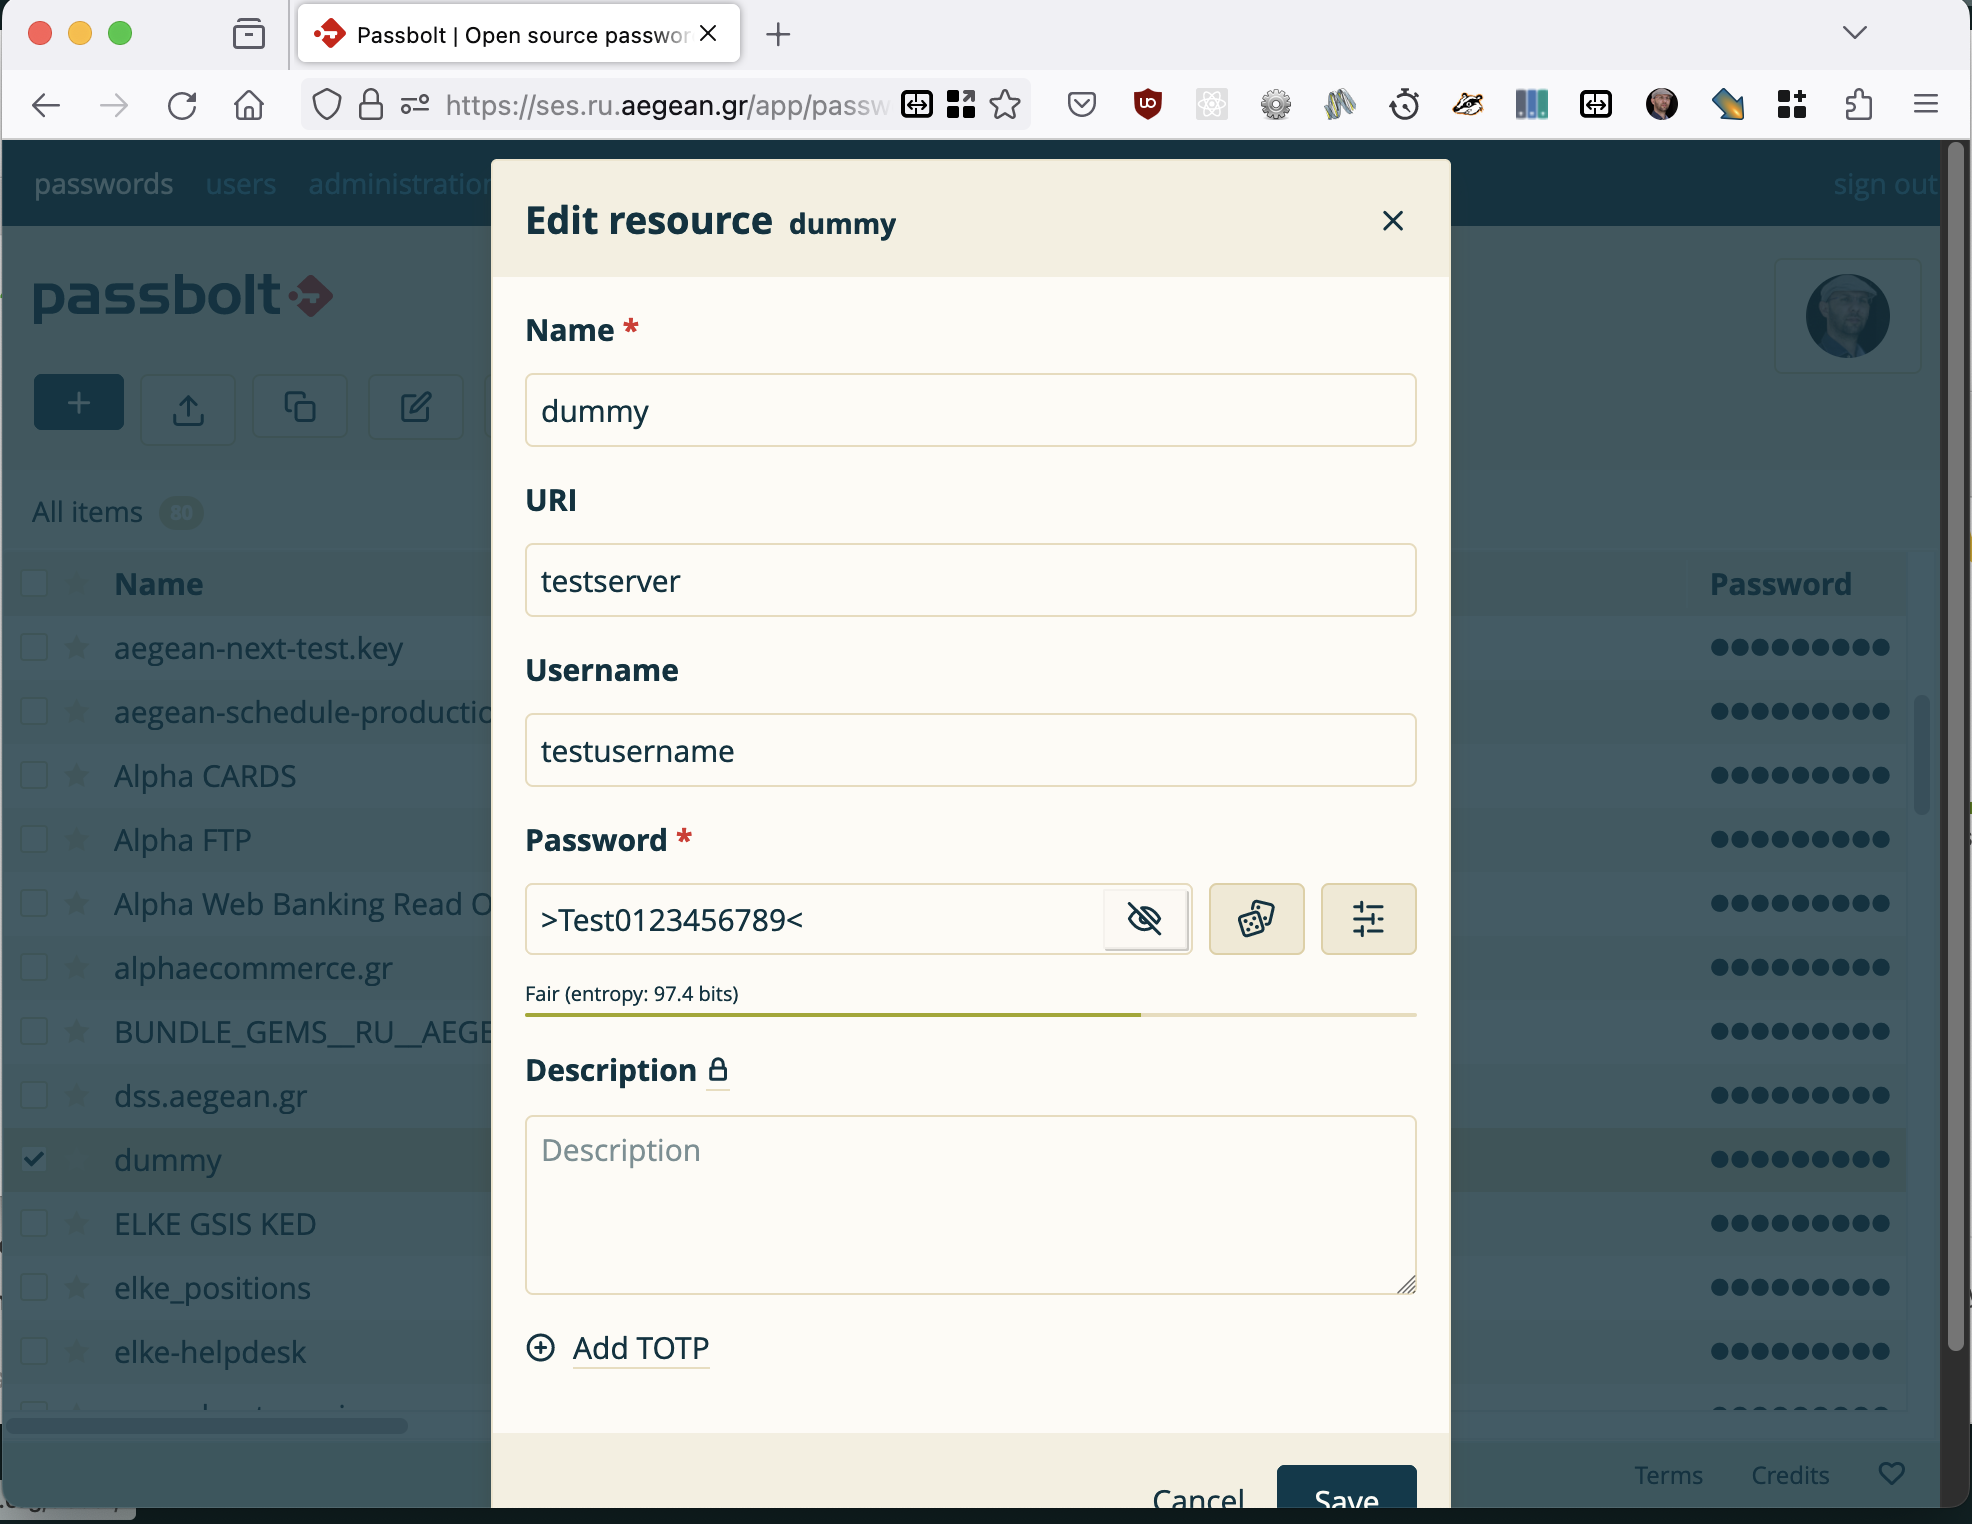 Passbolt | Open source passwor
https://ses.ru.aegean.gr/app/passw
passwords users administration sign out
passbolt
All items 80
Name
Password
aegean-next-test.key
aegean-schedule-productio
Alpha CARDS
Alpha FTP
Alpha Web Banking Read O
alphaecommerce.gr
BUNDLE_GEMS__RU__AEGE
dss.aegean.gr
dummy
ELKE GSIS KED
elke_positions
elke-helpdesk
Edit resource dummy
Name *
dummy
URI
testserver
Username
testusername
Password *
>Test0123456789<
Fair (entropy: 97.4 bits)
Description
Description
Add TOTP
Cancel Save
Terms Credits